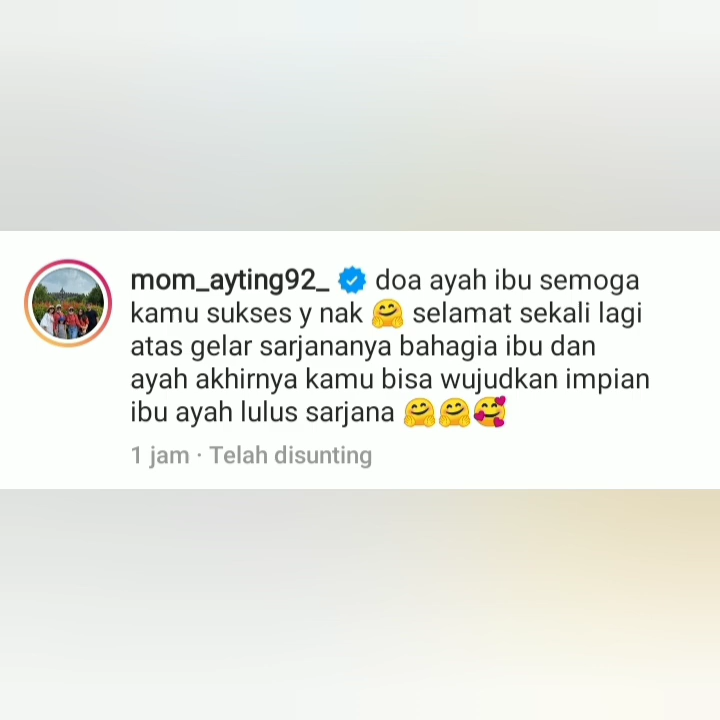 mom_ayting92_ doa ayah ibu semoga
kamu sukses y nak 🤗 selamat sekali lagi
atas gelar sarjananya bahagia ibu dan
ayah akhirnya kamu bisa wujudkan impian
ibu ayah lulus sarjana 🤗🤗🥰
1 jam · Telah disunting